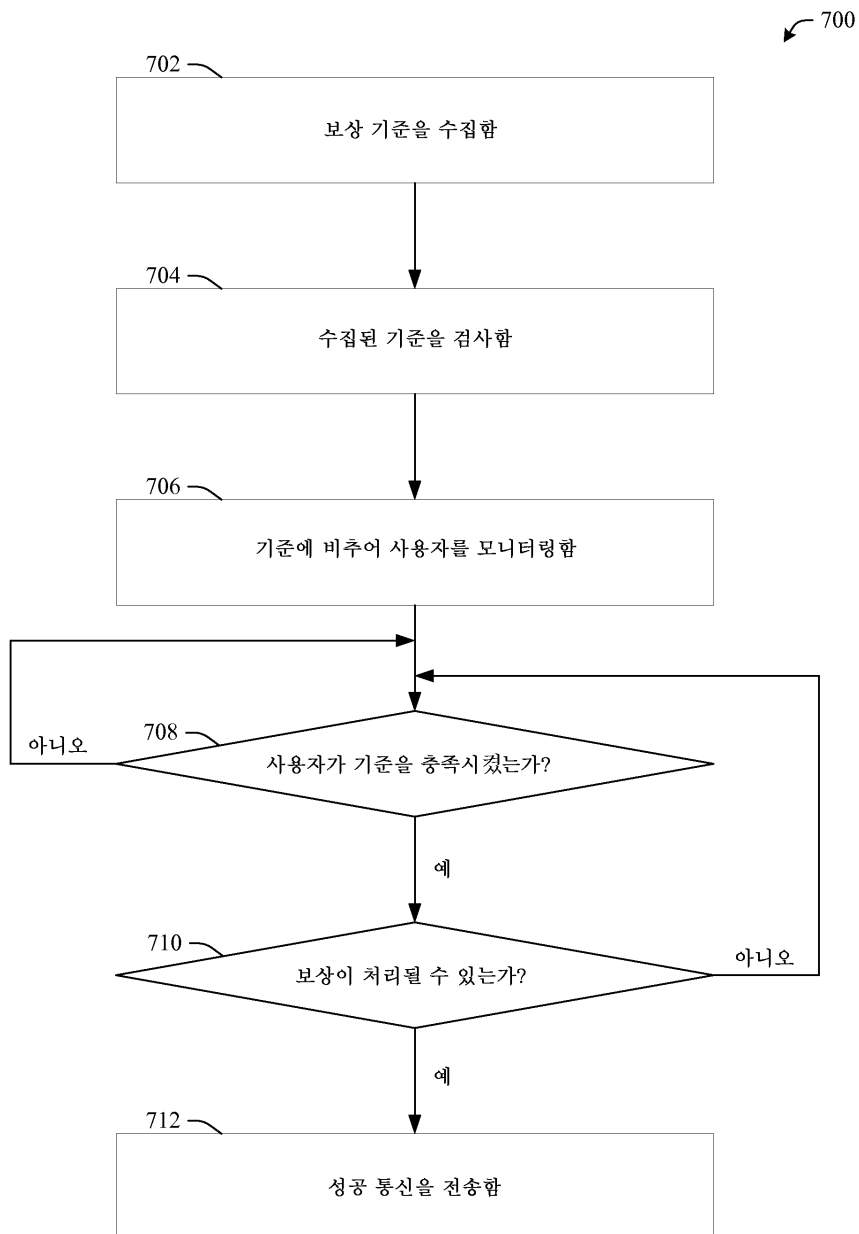 700
702
보상 기준을 수집함
704
수집된 기준을 검사함
706
기준에 비추어 사용자를 모니터링함
708
아니오
사용자가 기준을 충족시켰는가?
예
710
아니오
보상이 처리될 수 있는가?
예
712
성공 통신을 전송함